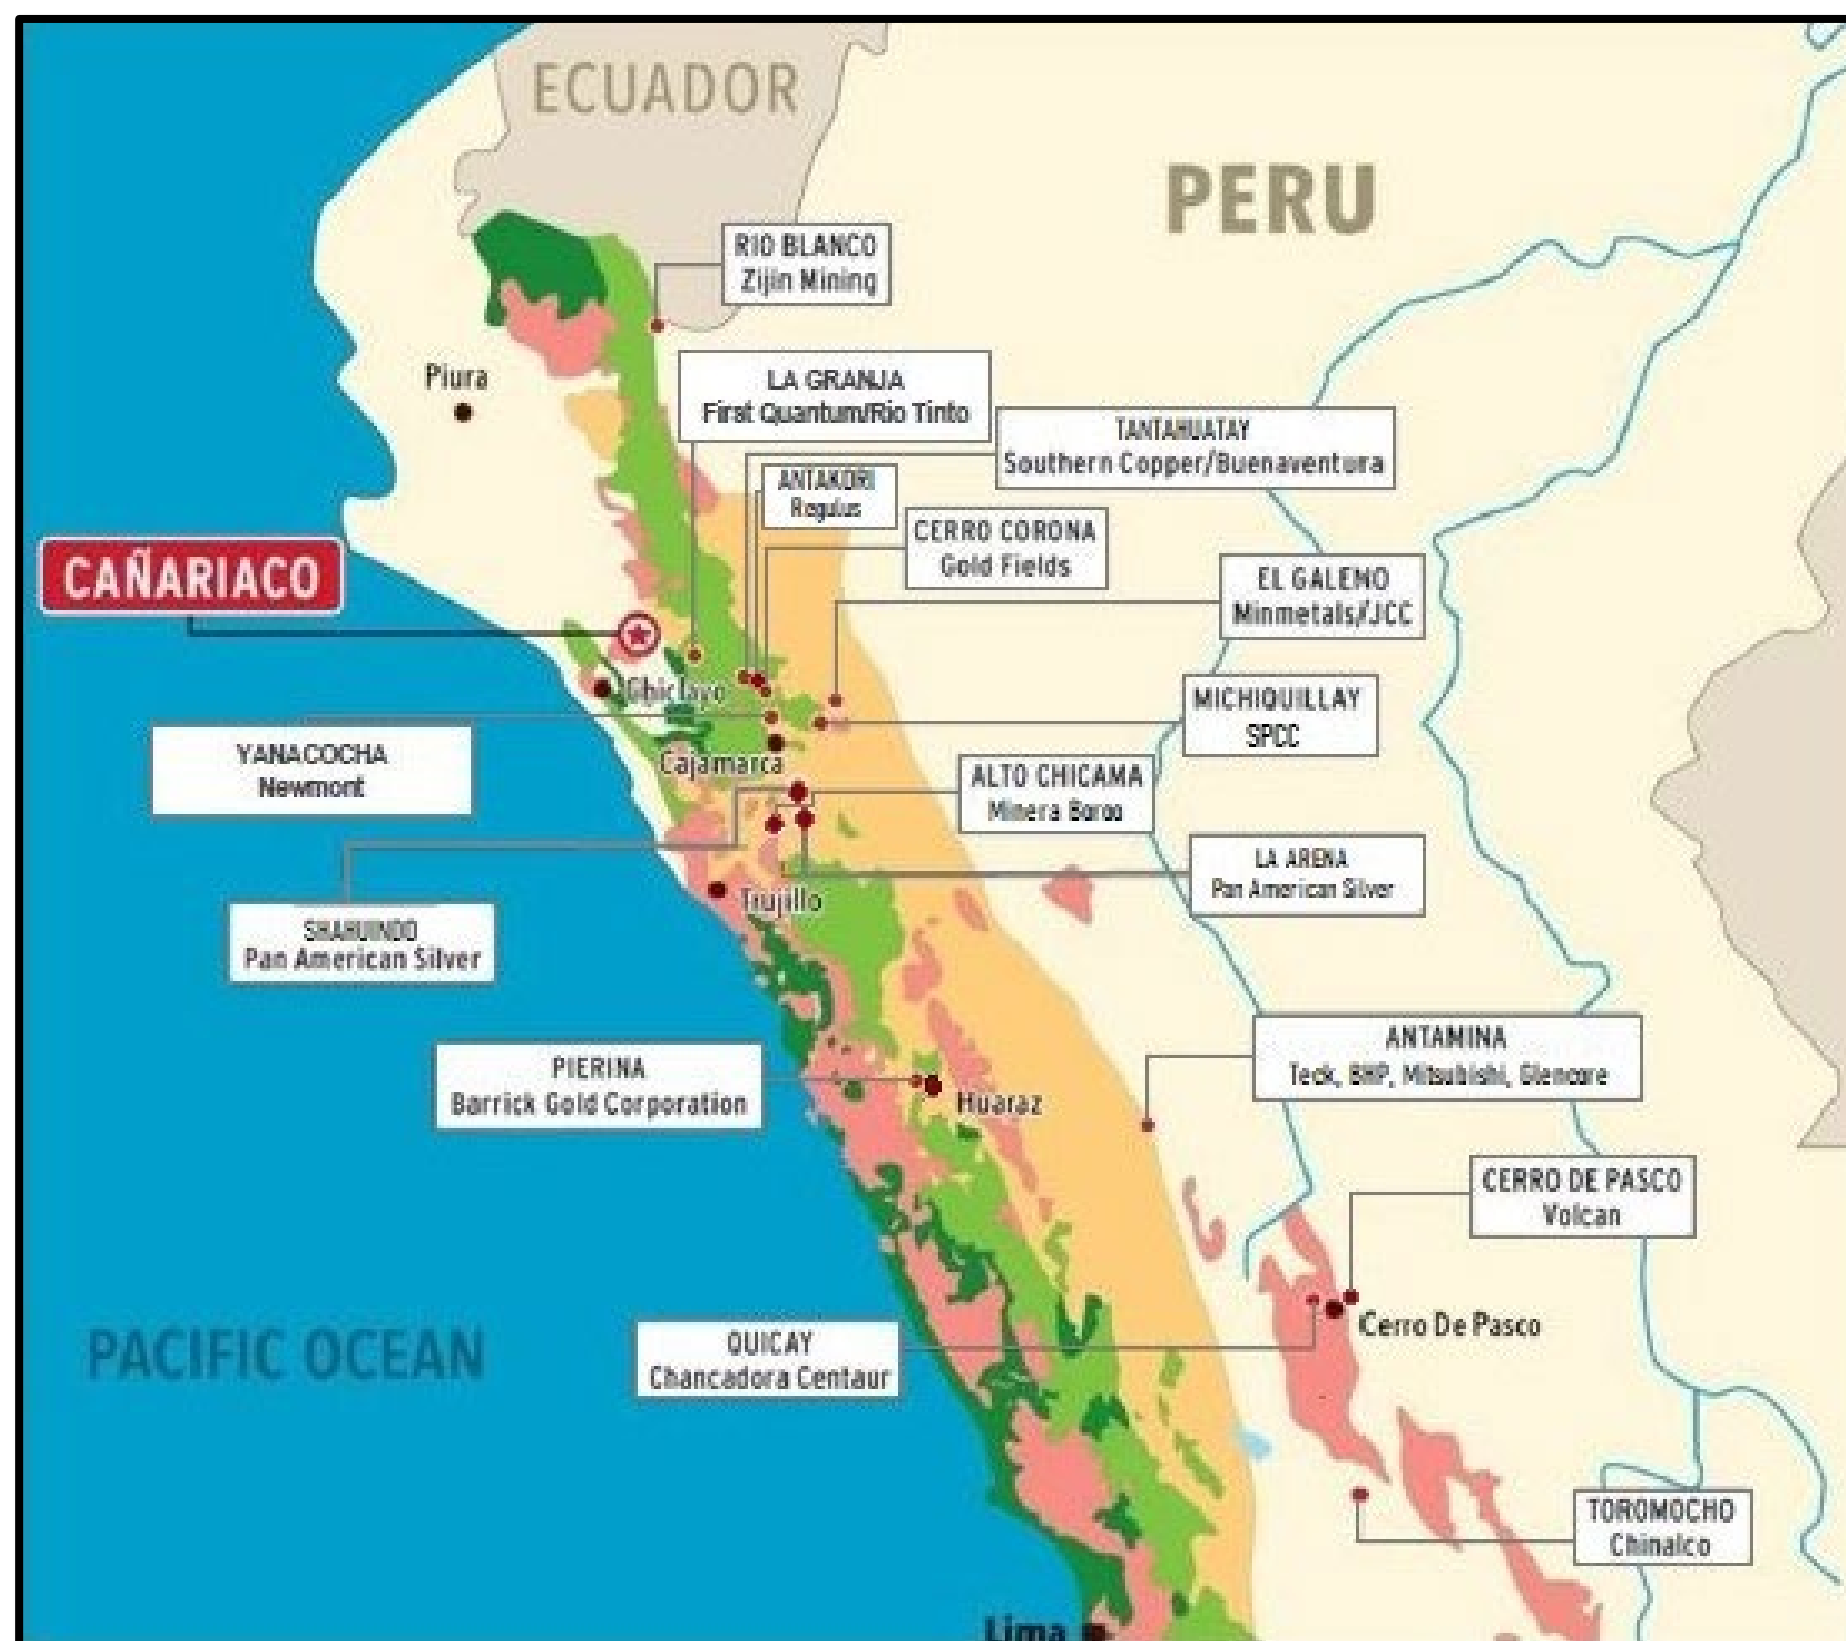 ECUADOR
PERU
RIO BLANCO
Zijin Mining
Piura
LA GRANJA
First Quantum/Rio Tinto
TANTAHUATAY
Southern Copper/Buenaventura
ANTAKORI
Regulus
CERRO CORONA
Gold Fields
CAÑARIACO
EL GALENO
Minmetals/JCC
Chiclayo
MICHIQUILLAY
SPCC
YANACOCHA
Newmont
Cajamarca
ALTO CHICAMA
Minera Boroo
LA ARENA
Pan American Silver
Trujillo
SHAHUINDO
Pan American Silver
ANTAMINA
Teck, BHP, Mitsubishi, Glencore
PIERINA
Barrick Gold Corporation
Huaraz
CERRO DE PASCO
Volcan
Cerro De Pasco
QUICAY
Chancadora Centaur
PACIFIC OCEAN
TOROMOCHO
Chinalco
Lima